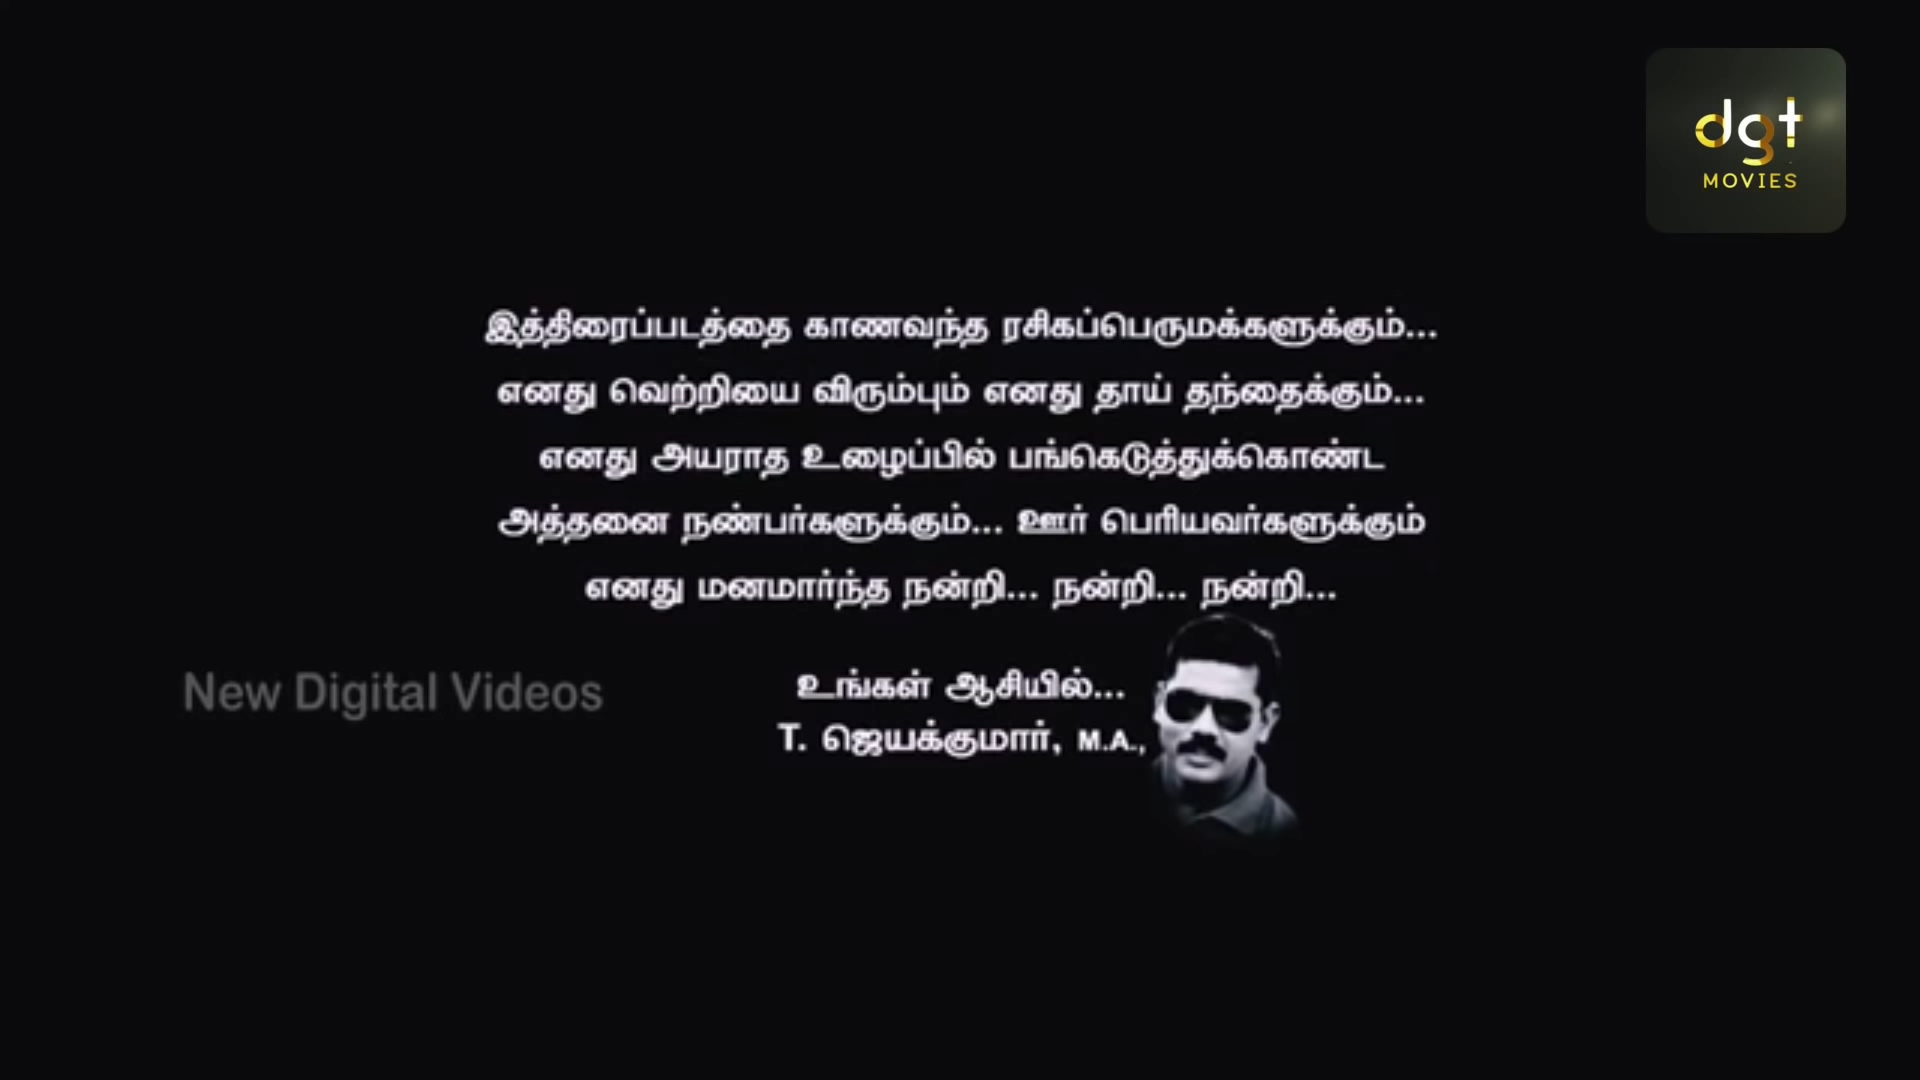 dgt
MOVIES
இத்திரைப்படத்தை காணவந்த ரசிகப்பெருமக்களுக்கும்...
எனது வெற்றியை விரும்பும் எனது தாய் தந்தைக்கும்...
எனது அயராத உழைப்பில் பங்கெடுத்துக்கொண்ட
அத்தனை நண்பர்களுக்கும்... ஊர் பெரியவர்களுக்கும்
எனது மனமார்ந்த நன்றி... நன்றி... நன்றி...
New Digital Videos
உங்கள் ஆசியில்...
T. ஜெயக்குமார், M.A.,